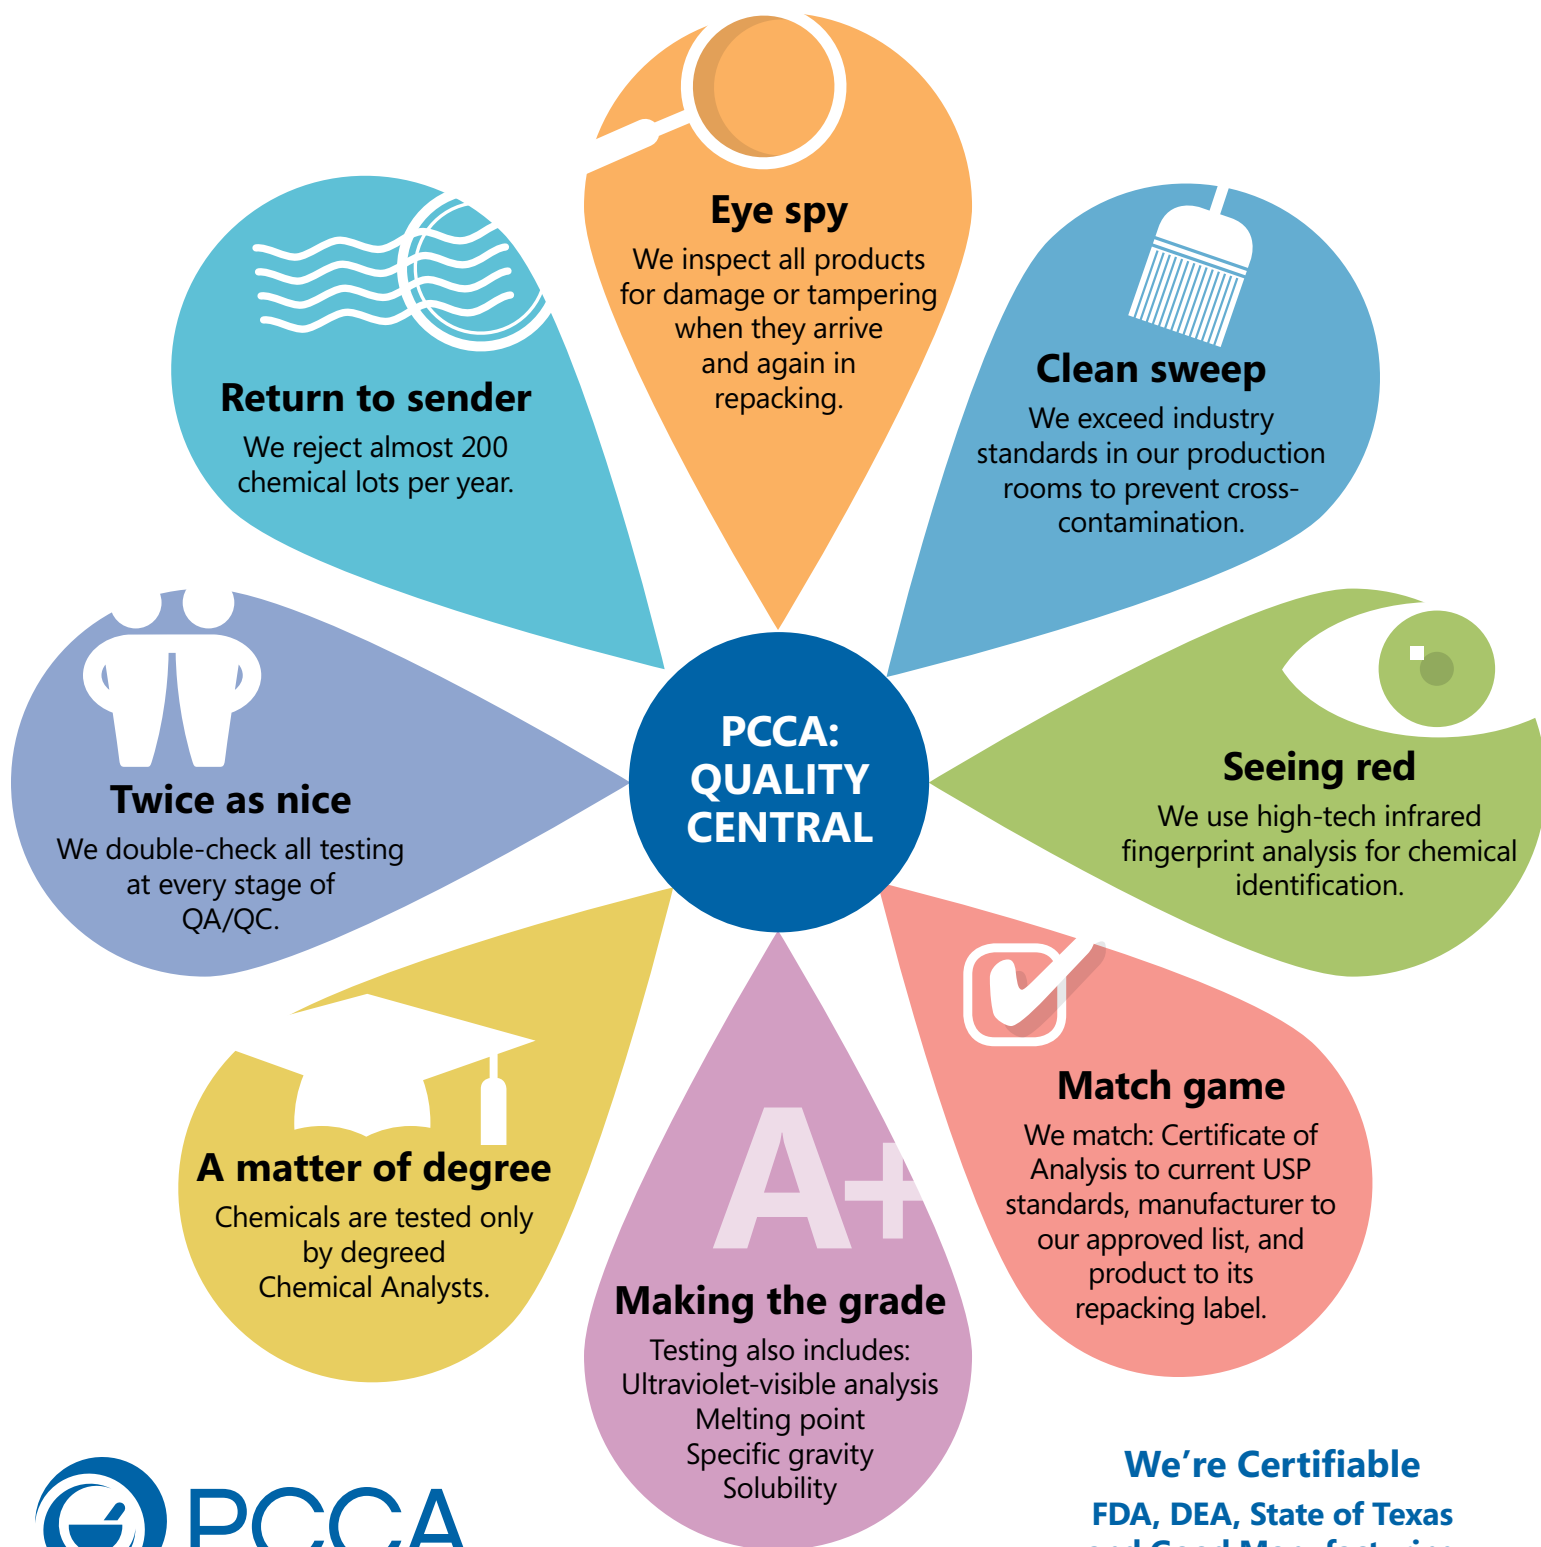 Eye spy
We inspect all products
for damage or tampering
when they arrive
and again in
repacking.
Clean sweep
We exceed industry
standards in our production
rooms to prevent cross-
contamination.
Seeing red
We use high-tech infrared
fingerprint analysis for chemical
identification.
Match game
We match: Certificate of
Analysis to current USP
standards, manufacturer to
our approved list, and
product to its
repacking label.
A+
Making the grade
Testing also includes:
Ultraviolet-visible analysis
Melting point
Specific gravity
Solubility
A matter of degree
Chemicals are tested only
by degreed
Chemical Analysts.
Twice as nice
We double-check all testing
at every stage of
QA/QC.
Return to sender
We reject almost 200
chemical lots per year.
PCCA:
QUALITY
CENTRAL
PCCA
We’re Certifiable
FDA, DEA, State of Texas
and Good Manufacturing